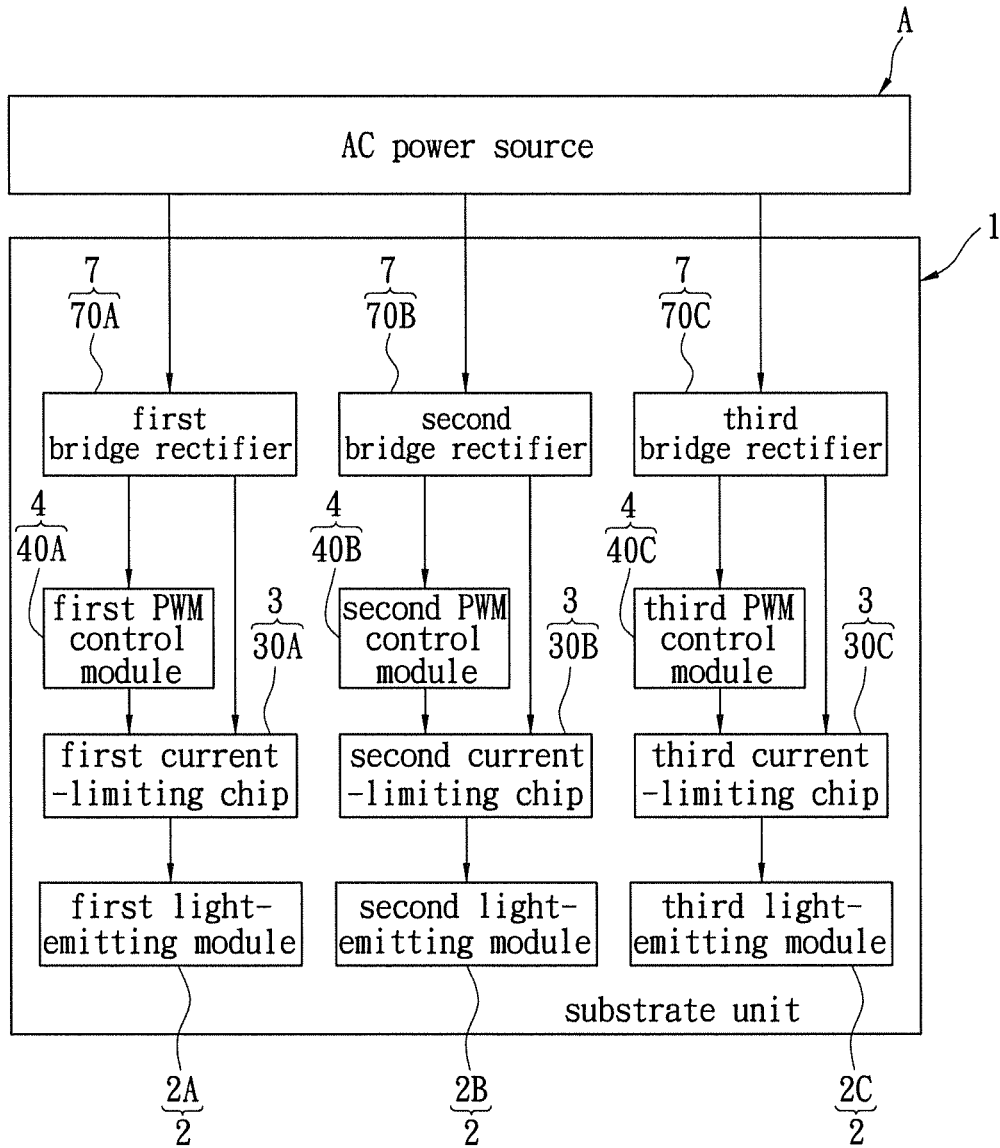 A
AC power source
1
7
70A
7
70B
7
70C
first
bridge rectifier
second
bridge rectifier
third
bridge rectifier
4
40A
4
40B
4
40C
first PWM
control
module
3
30A
second PWM
control
module
3
30B
third PWM
control
module
3
30C
first current
-limiting chip
second current
-limiting chip
third current
-limiting chip
first light-
emitting module
second light-
emitting module
third light-
emitting module
substrate unit
2A
2
2B
2
2C
2